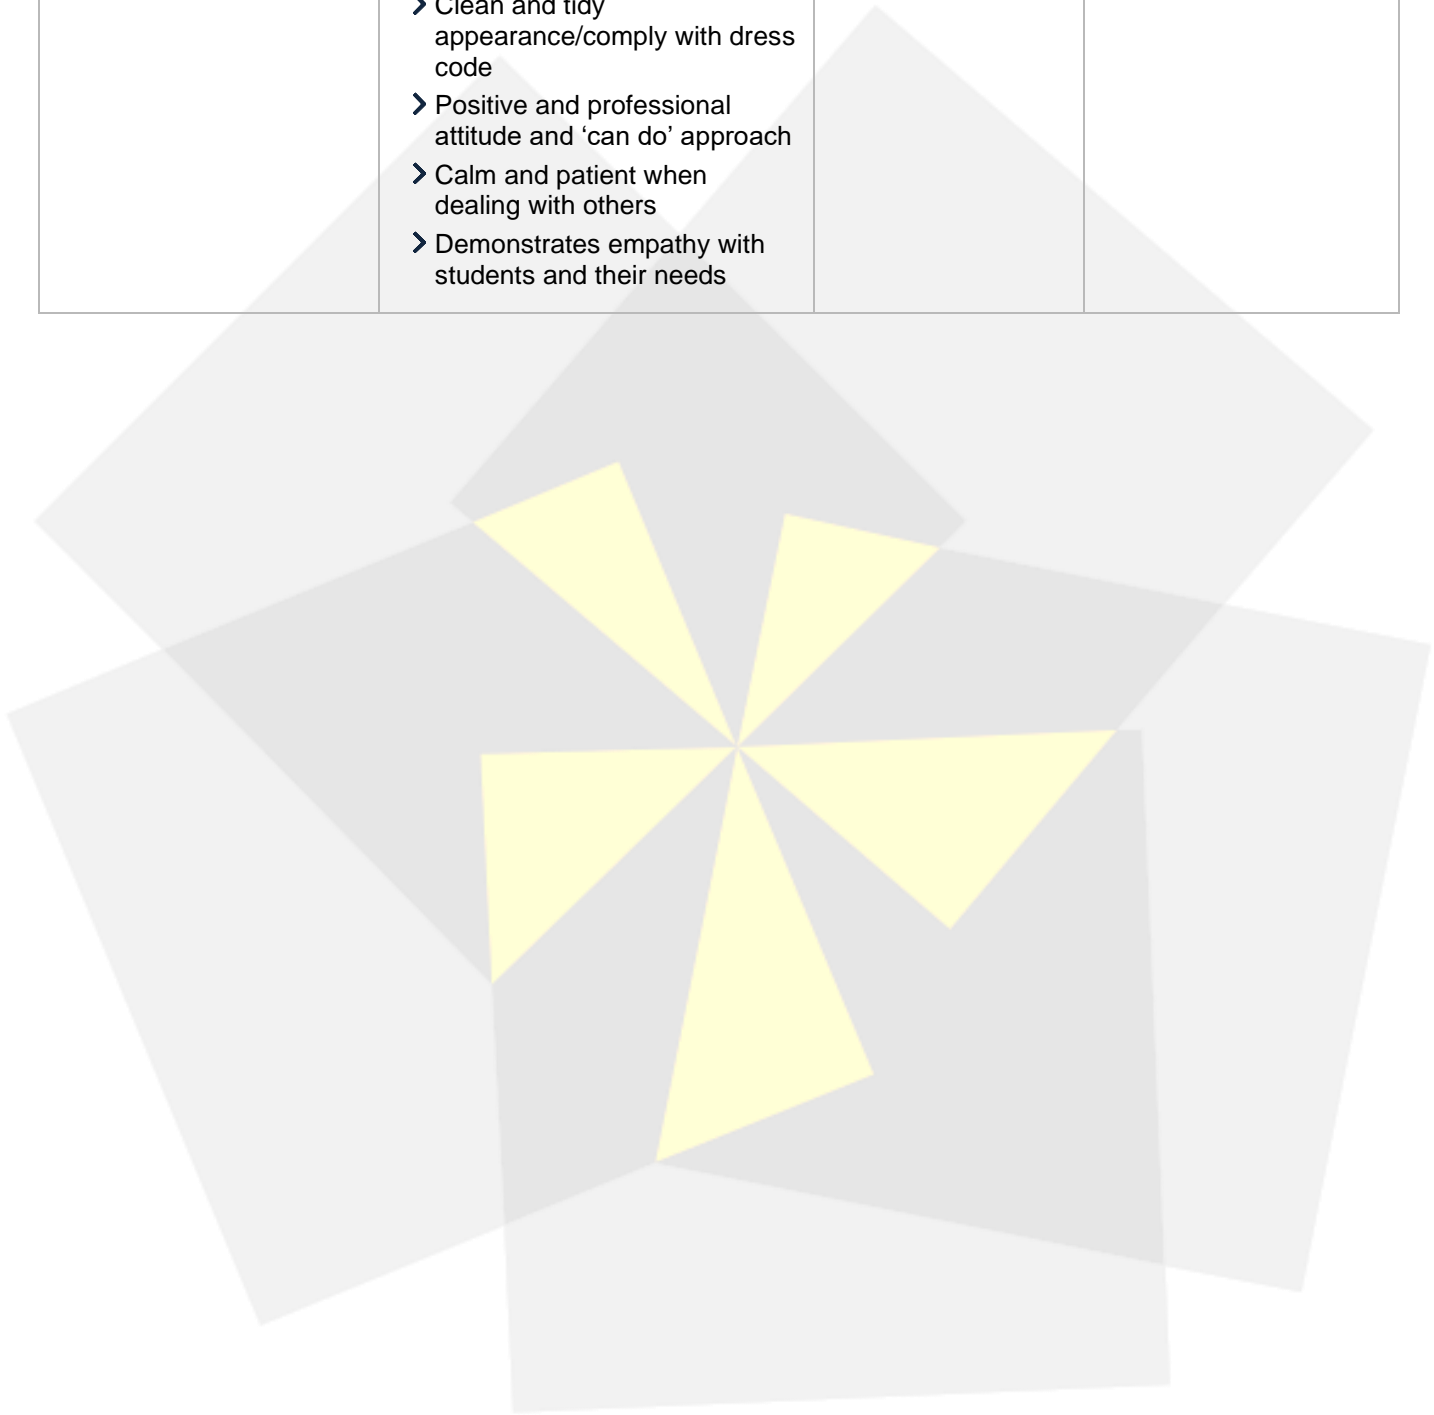 Clean and tidy
appearance/comply with dress
code
Positive and professional
attitude and ‘can do’ approach
Calm and patient when
dealing with others
Demonstrates empathy with
students and their needs